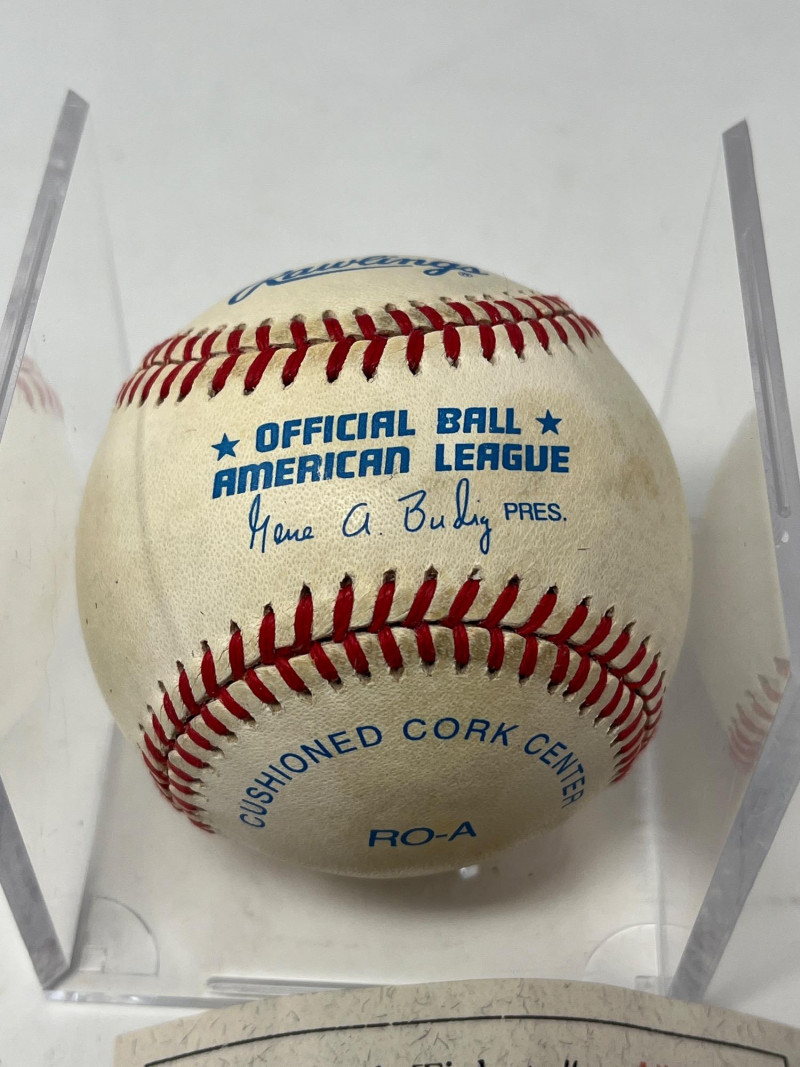 Rawlings®
★ OFFICIAL BALL ★
AMERICAN LEAGUE
Gene A. Budig PRES.
CUSHIONED CORK CENTER
RO-A